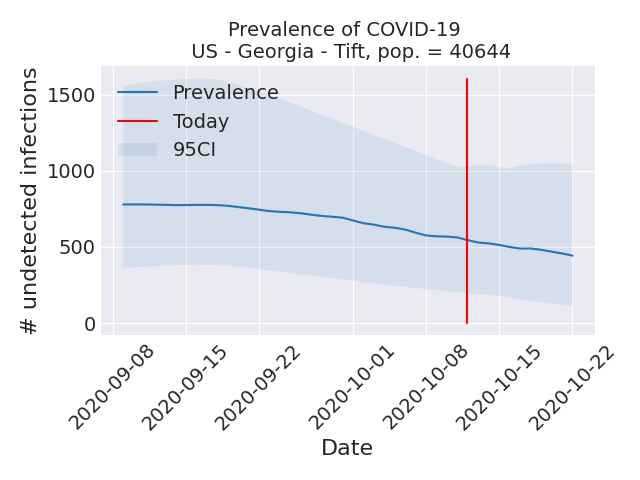 Prevalence of COVID-19
US - Georgia - Tift, pop. = 40644
# undetected infections
1500
1000
500
0
Prevalence
Today
95CI
2020-09-08
2020-09-15
2020-09-22
2020-10-01
2020-10-08
2020-10-15
2020-10-22
Date